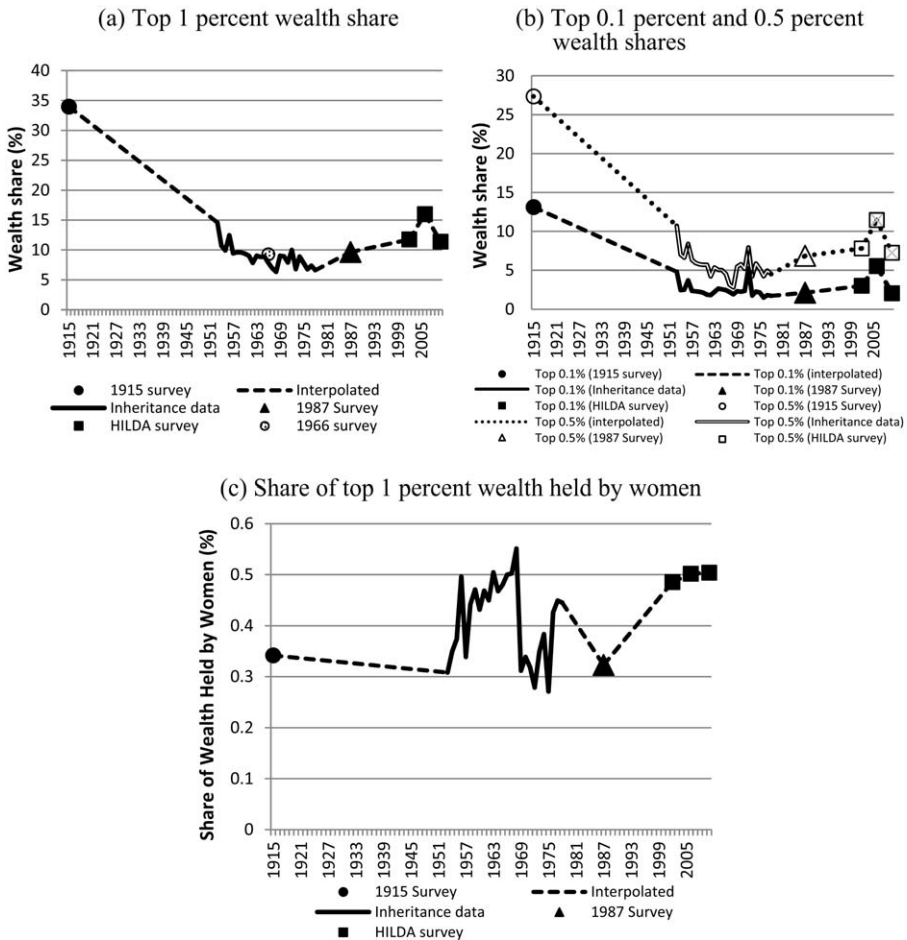 (a) Top 1 percent wealth share
Wealth share (%)
40
35
30
25
20
15
10
5
0
1915
1921
1927
1933
1939
1945
1951
1957
1963
1969
1975
1981
1987
1993
1999
2005
1915 survey
Interpolated
Inheritance data
1987 Survey
HILDA survey
1966 survey
(b) Top 0.1 percent and 0.5 percent
wealth shares
Wealth share (%)
30
25
20
15
10
5
0
1915
1921
1927
1933
1939
1945
1951
1957
1963
1969
1975
1981
1987
1993
1999
2005
Top 0.1% (1915 survey)
Top 0.1% (interpolated)
Top 0.1% (Inheritance data)
Top 0.1% (1987 Survey)
Top 0.1% (HILDA survey)
Top 0.5% (1915 Survey)
Top 0.5% (interpolated)
Top 0.5% (Inheritance data)
Top 0.5% (1987 Survey)
Top 0.5% (HILDA survey)
(c) Share of top 1 percent wealth held by women
Share of Wealth Held by Women (%)
0.6
0.5
0.4
0.3
0.2
0.1
0
1915
1921
1927
1933
1939
1945
1951
1957
1963
1969
1975
1981
1987
1993
1999
2005
1915 Survey
Interpolated
Inheritance data
1987 Survey
HILDA survey